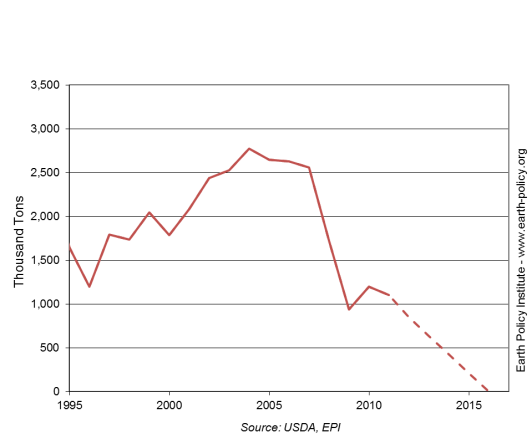 3,500
3,000
2,500
2,000
1,500
1,000
500
0
Thousand Tons
1995 2000 2005 2010 2015
Source: USDA, EPI
Earth Policy Institute - www.earth-policy.org